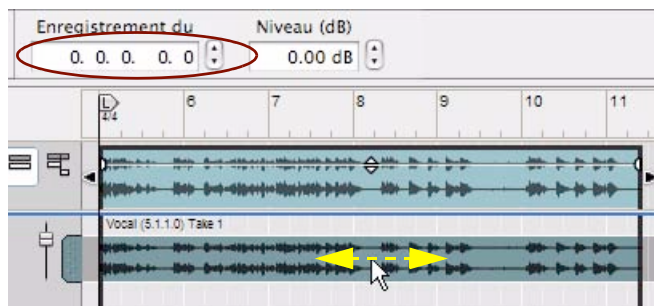 Enregistrement du Niveau (dB)
0. 0. 0. 0. 0 0.00 dB
L 6 7 8 9 10 11
4/4
Vocal (5.1.1.0) Take 1